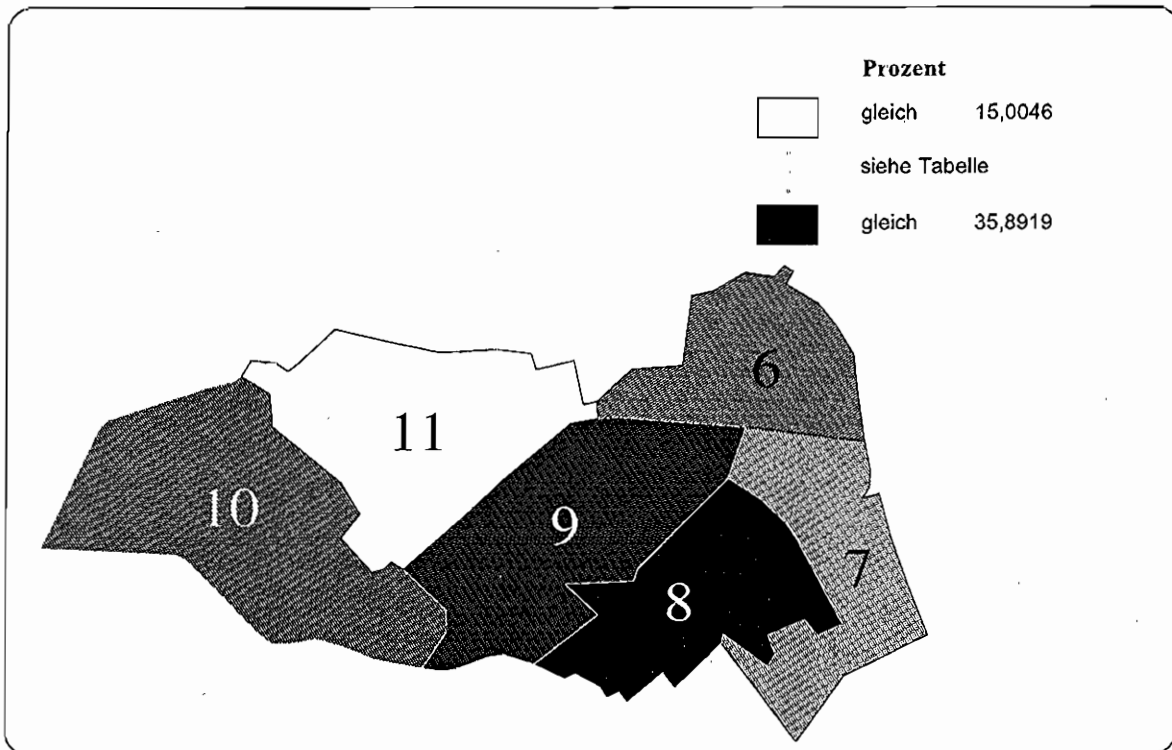 Prozent
gleich 15,0046
siehe Tabelle
gleich 35,8919
6
11
10
9
7
8